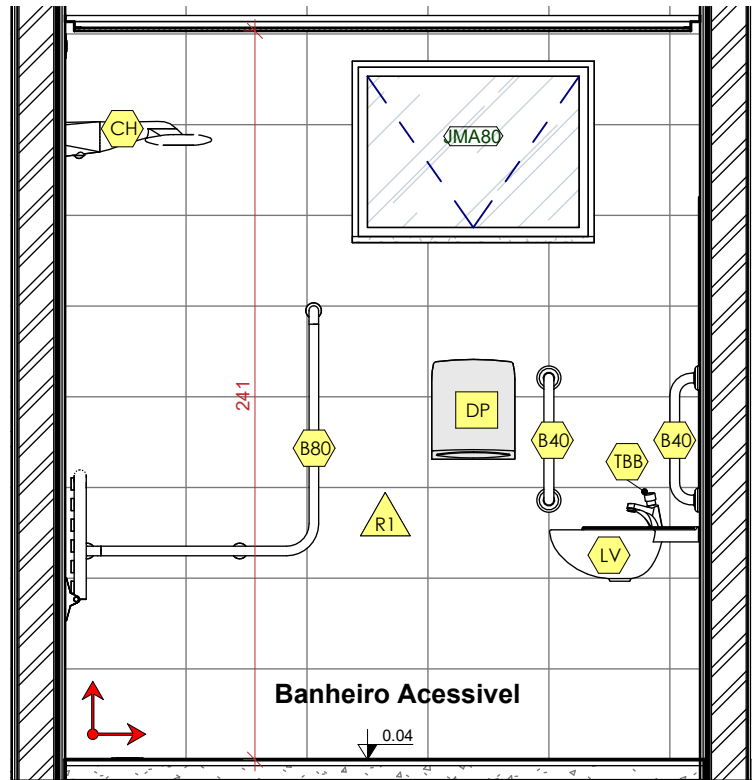 CH
JMA80
241
DP
B80
B40
B40
TBB
R1
LV
Banheiro Acessivel
0.04